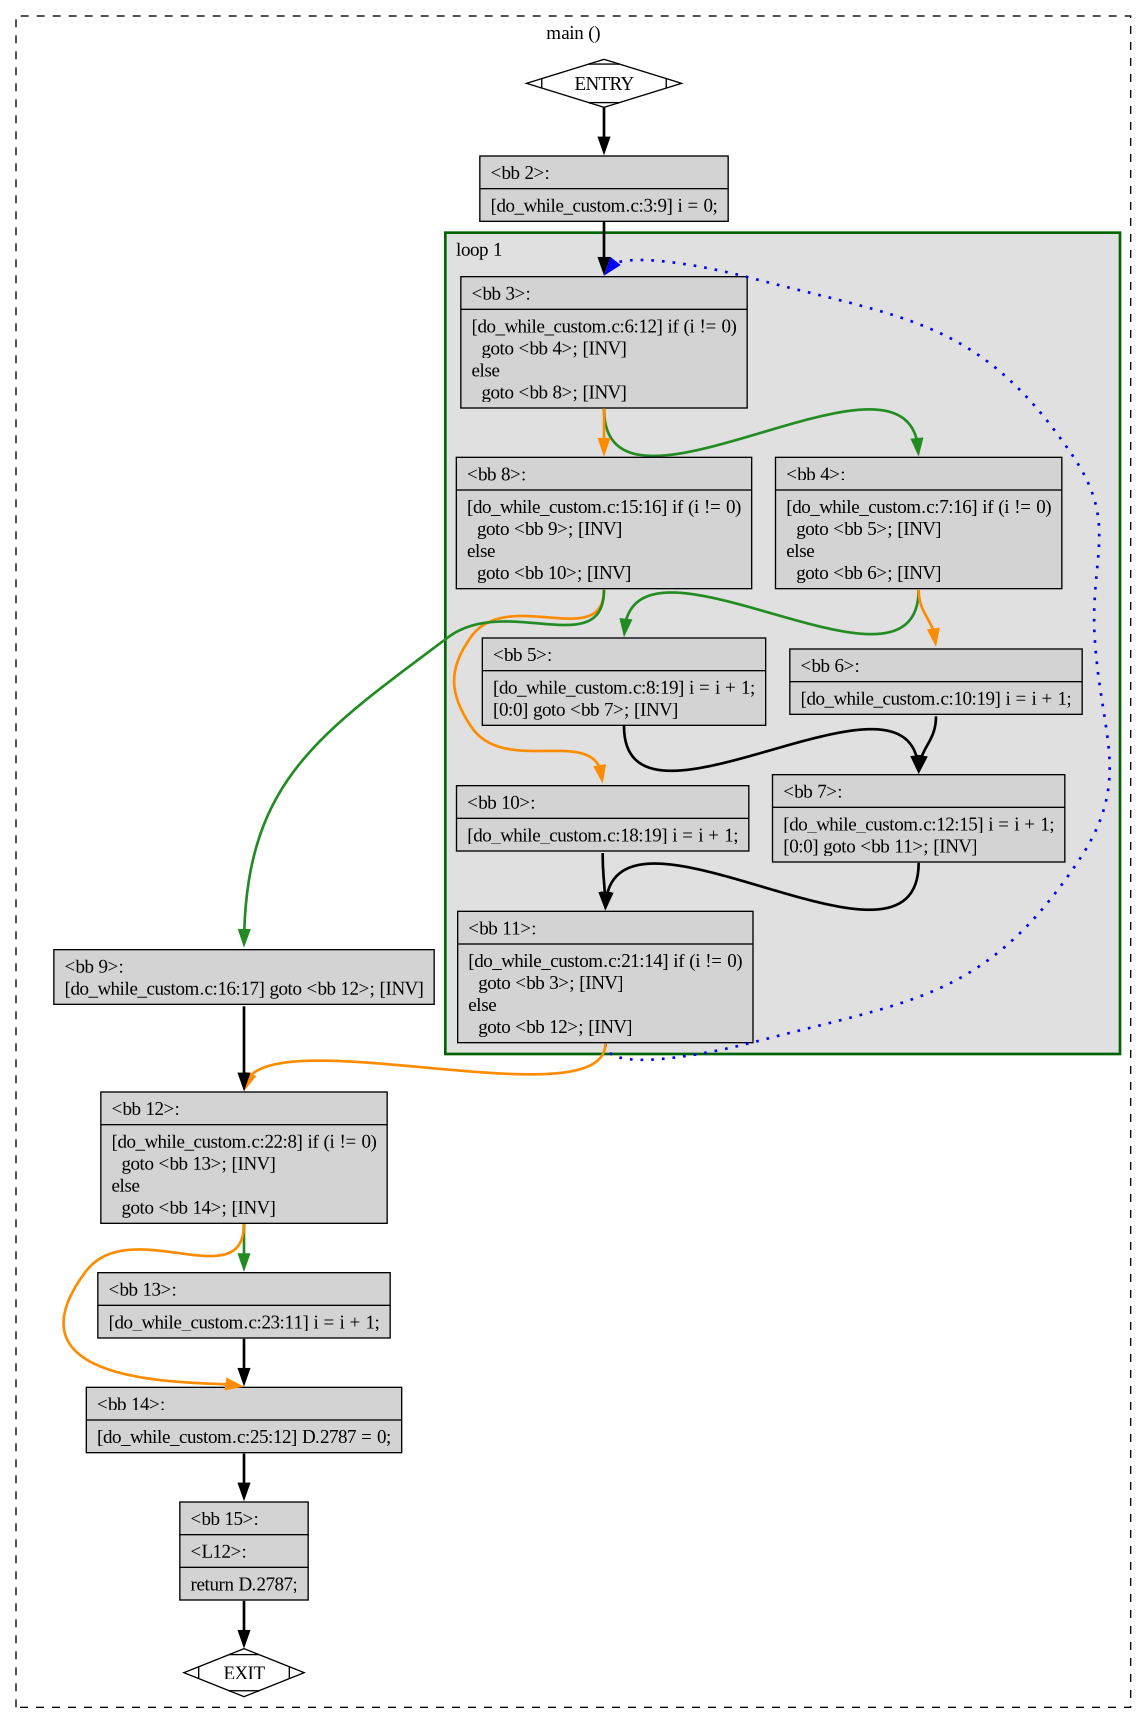 main ()
ENTRY
<bb 2>:
[do_while_custom.c:3:9] i = 0;
loop 1
<bb 3>:
[do_while_custom.c:6:12] if (i != 0)
goto <bb 4>; [INV]
else
goto <bb 8>; [INV]
<bb 8>:
[do_while_custom.c:15:16] if (i != 0)
goto <bb 9>; [INV]
else
goto <bb 10>; [INV]
<bb 4>:
[do_while_custom.c:7:16] if (i != 0)
goto <bb 5>; [INV]
else
goto <bb 6>; [INV]
<bb 5>:
[do_while_custom.c:8:19] i = i + 1;
[0:0] goto <bb 7>; [INV]
<bb 6>:
[do_while_custom.c:10:19] i = i + 1;
<bb 10>:
[do_while_custom.c:18:19] i = i + 1;
<bb 7>:
[do_while_custom.c:12:15] i = i + 1;
[0:0] goto <bb 11>; [INV]
<bb 11>:
[do_while_custom.c:21:14] if (i != 0)
goto <bb 3>; [INV]
else
goto <bb 12>; [INV]
<bb 9>:
[do_while_custom.c:16:17] goto <bb 12>; [INV]
<bb 12>:
[do_while_custom.c:22:8] if (i != 0)
goto <bb 13>; [INV]
else
goto <bb 14>; [INV]
<bb 13>:
[do_while_custom.c:23:11] i = i + 1;
<bb 14>:
[do_while_custom.c:25:12] D.2787 = 0;
<bb 15>:
<L12>:
return D.2787;
EXIT